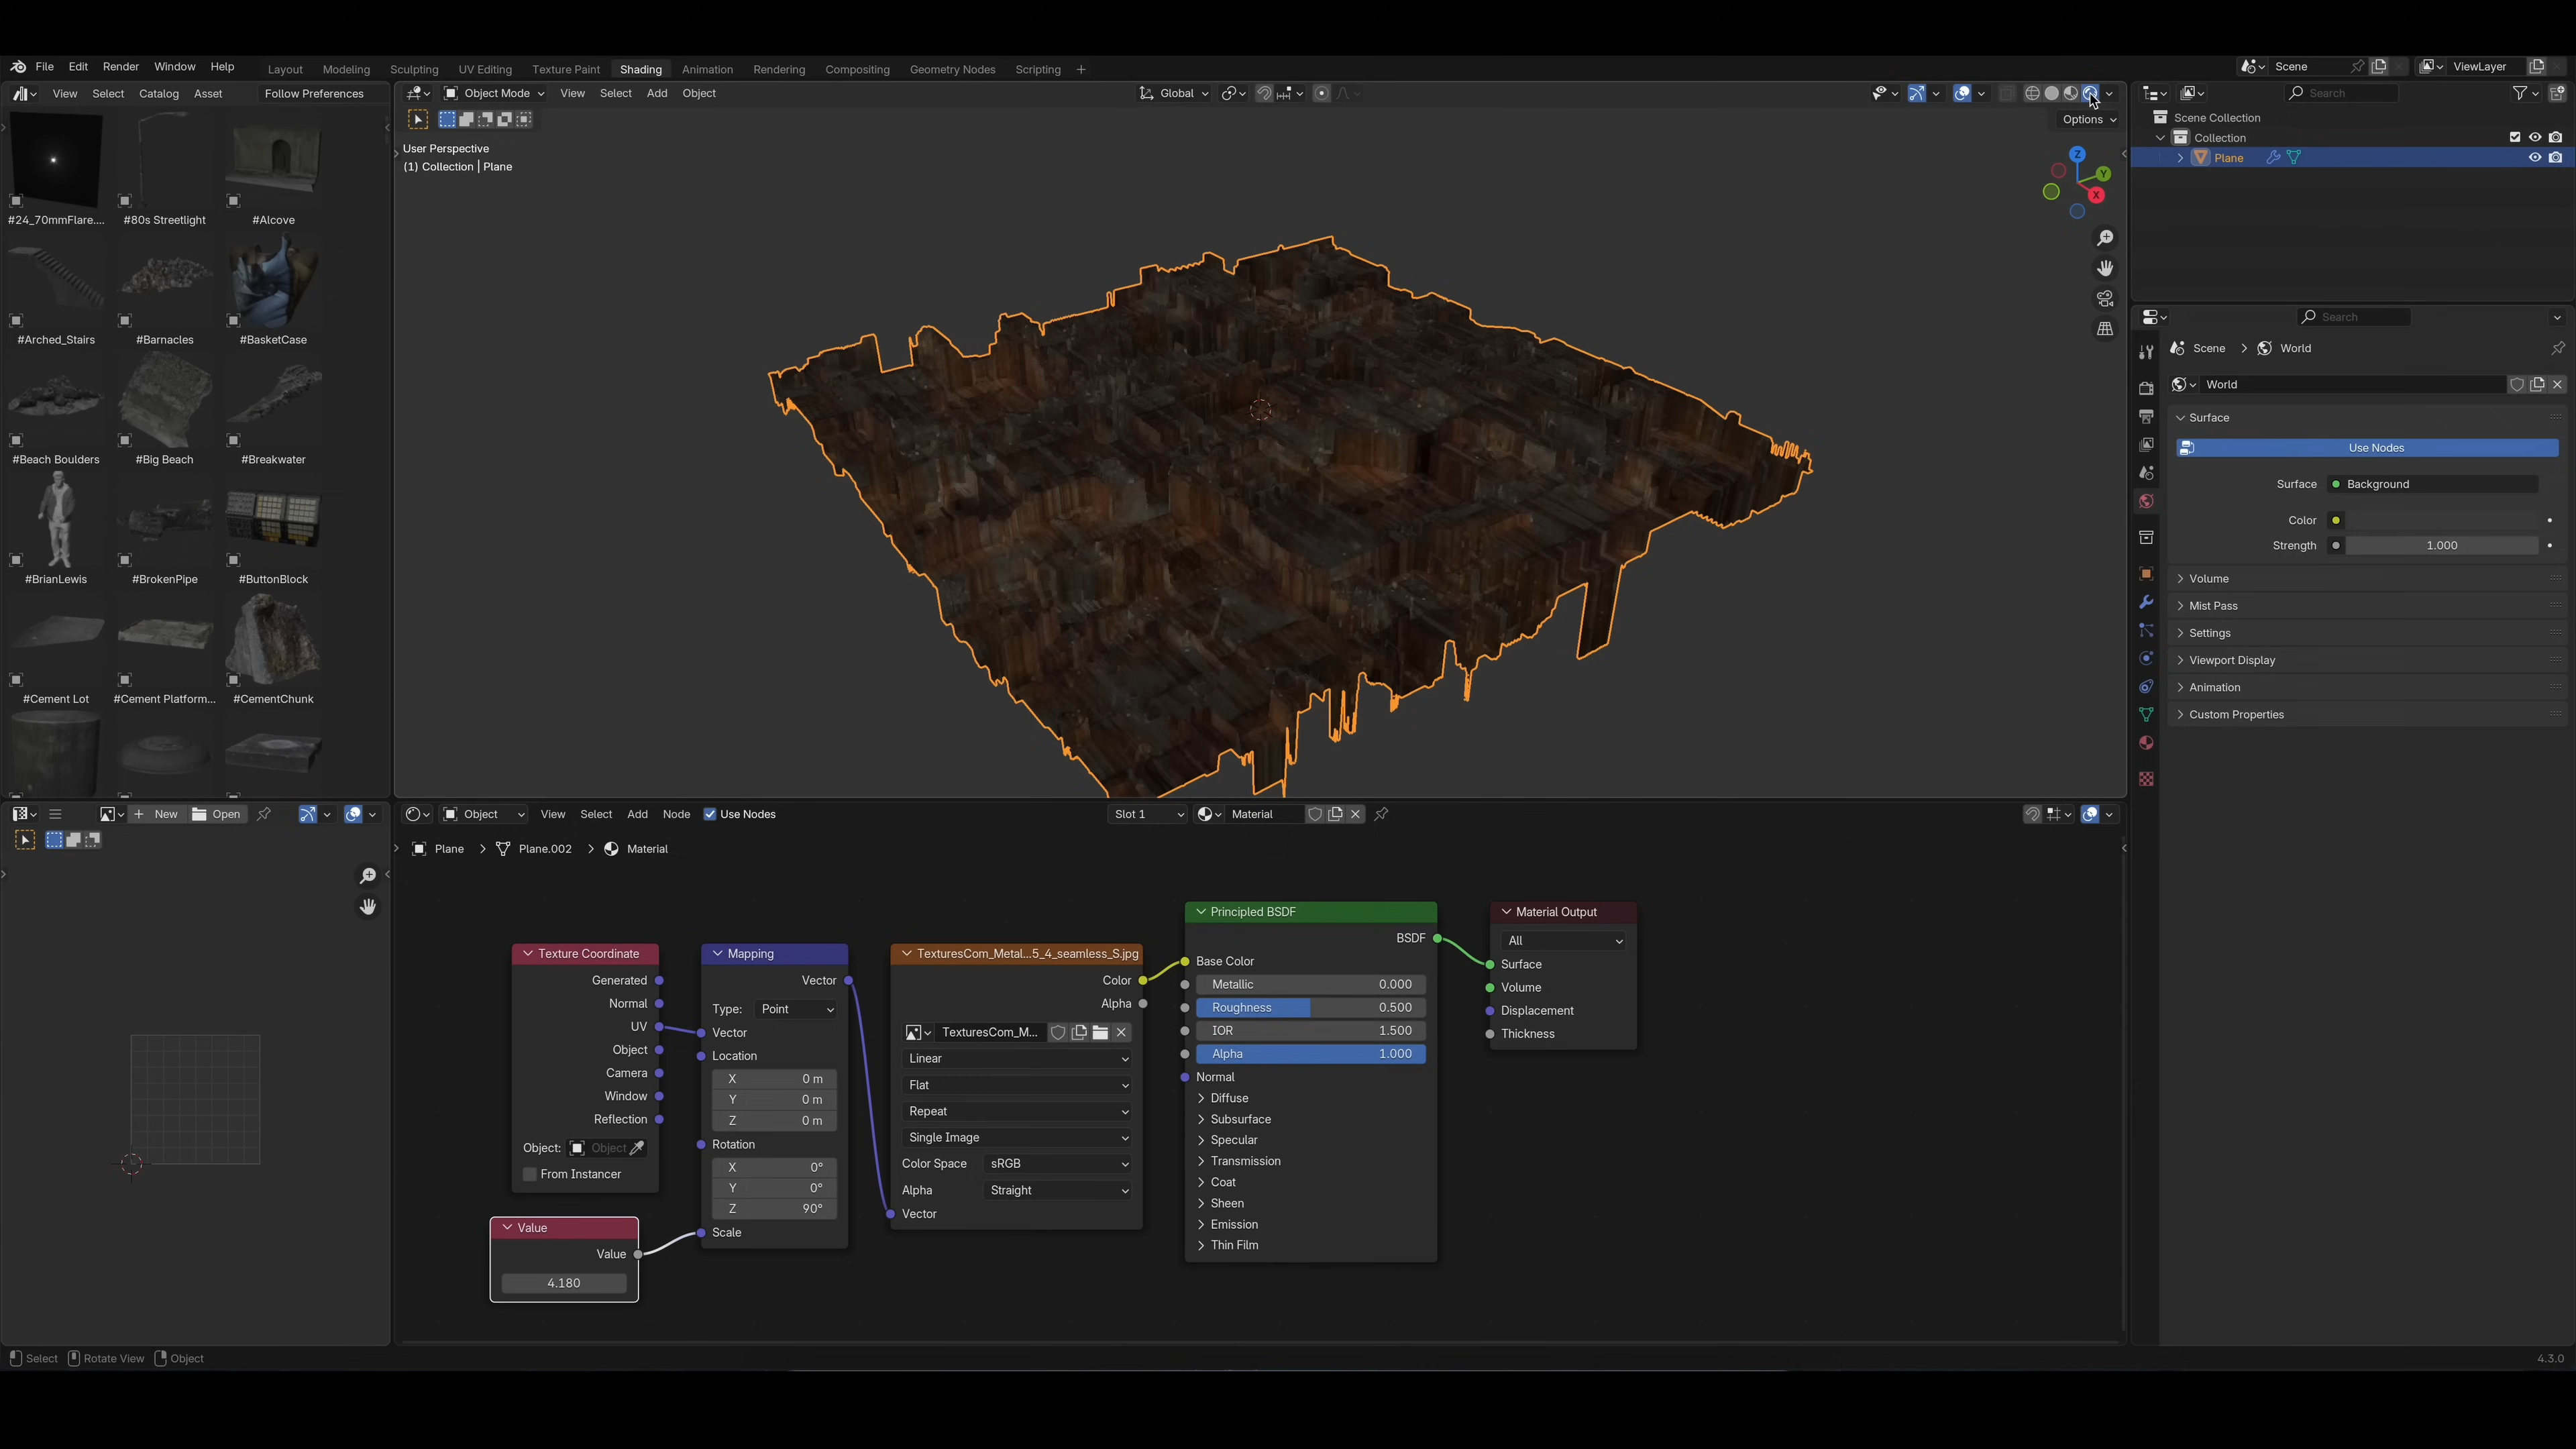 File Edit Render Window Help Layout Modeling Sculpting UV Editing Texture Paint Shading Animation Rendering Compositing Geometry Nodes Scripting + Scene ViewLayer
View Select Catalog Asset Follow Preferences
Object Mode View Select Add Object Global
Search
Options
User Perspective
(1) Collection | Plane
Z
Y
X
#24_70mmFlare.... #80s Streetlight #Alcove
#Arched_Stairs #Barnacles #BasketCase
#Beach Boulders #Big Beach #Breakwater
#BrianLewis #BrokenPipe #ButtonBlock
#Cement Lot #Cement Platform... #CementChunk
Scene Collection
Collection
Plane
Search
Scene > World
World
Surface
Use Nodes
Surface Background
Color
Strength 1.000
Volume
Mist Pass
Settings
Viewport Display
Animation
Custom Properties
New Open
Object View Select Add Node Use Nodes Slot 1 Material
Plane > Plane.002 > Material
Texture Coordinate
Generated
Normal
UV
Object
Camera
Window
Reflection
Object: Object
From Instancer
Value
Value
4.180
Mapping
Vector
Type: Point
Vector
Location
X 0 m
Y 0 m
Z 0 m
Rotation
X 0°
Y 0°
Z 90°
Scale
TexturesCom_Metal...5_4_seamless_S.jpg
Color
Alpha
TexturesCom_M...
Linear
Flat
Repeat
Single Image
Color Space sRGB
Alpha Straight
Vector
Principled BSDF
BSDF
Base Color
Metallic 0.000
Roughness 0.500
IOR 1.500
Alpha 1.000
Normal
Diffuse
Subsurface
Specular
Transmission
Coat
Sheen
Emission
Thin Film
Material Output
All
Surface
Volume
Displacement
Thickness
Select Rotate View Object 4.3.0